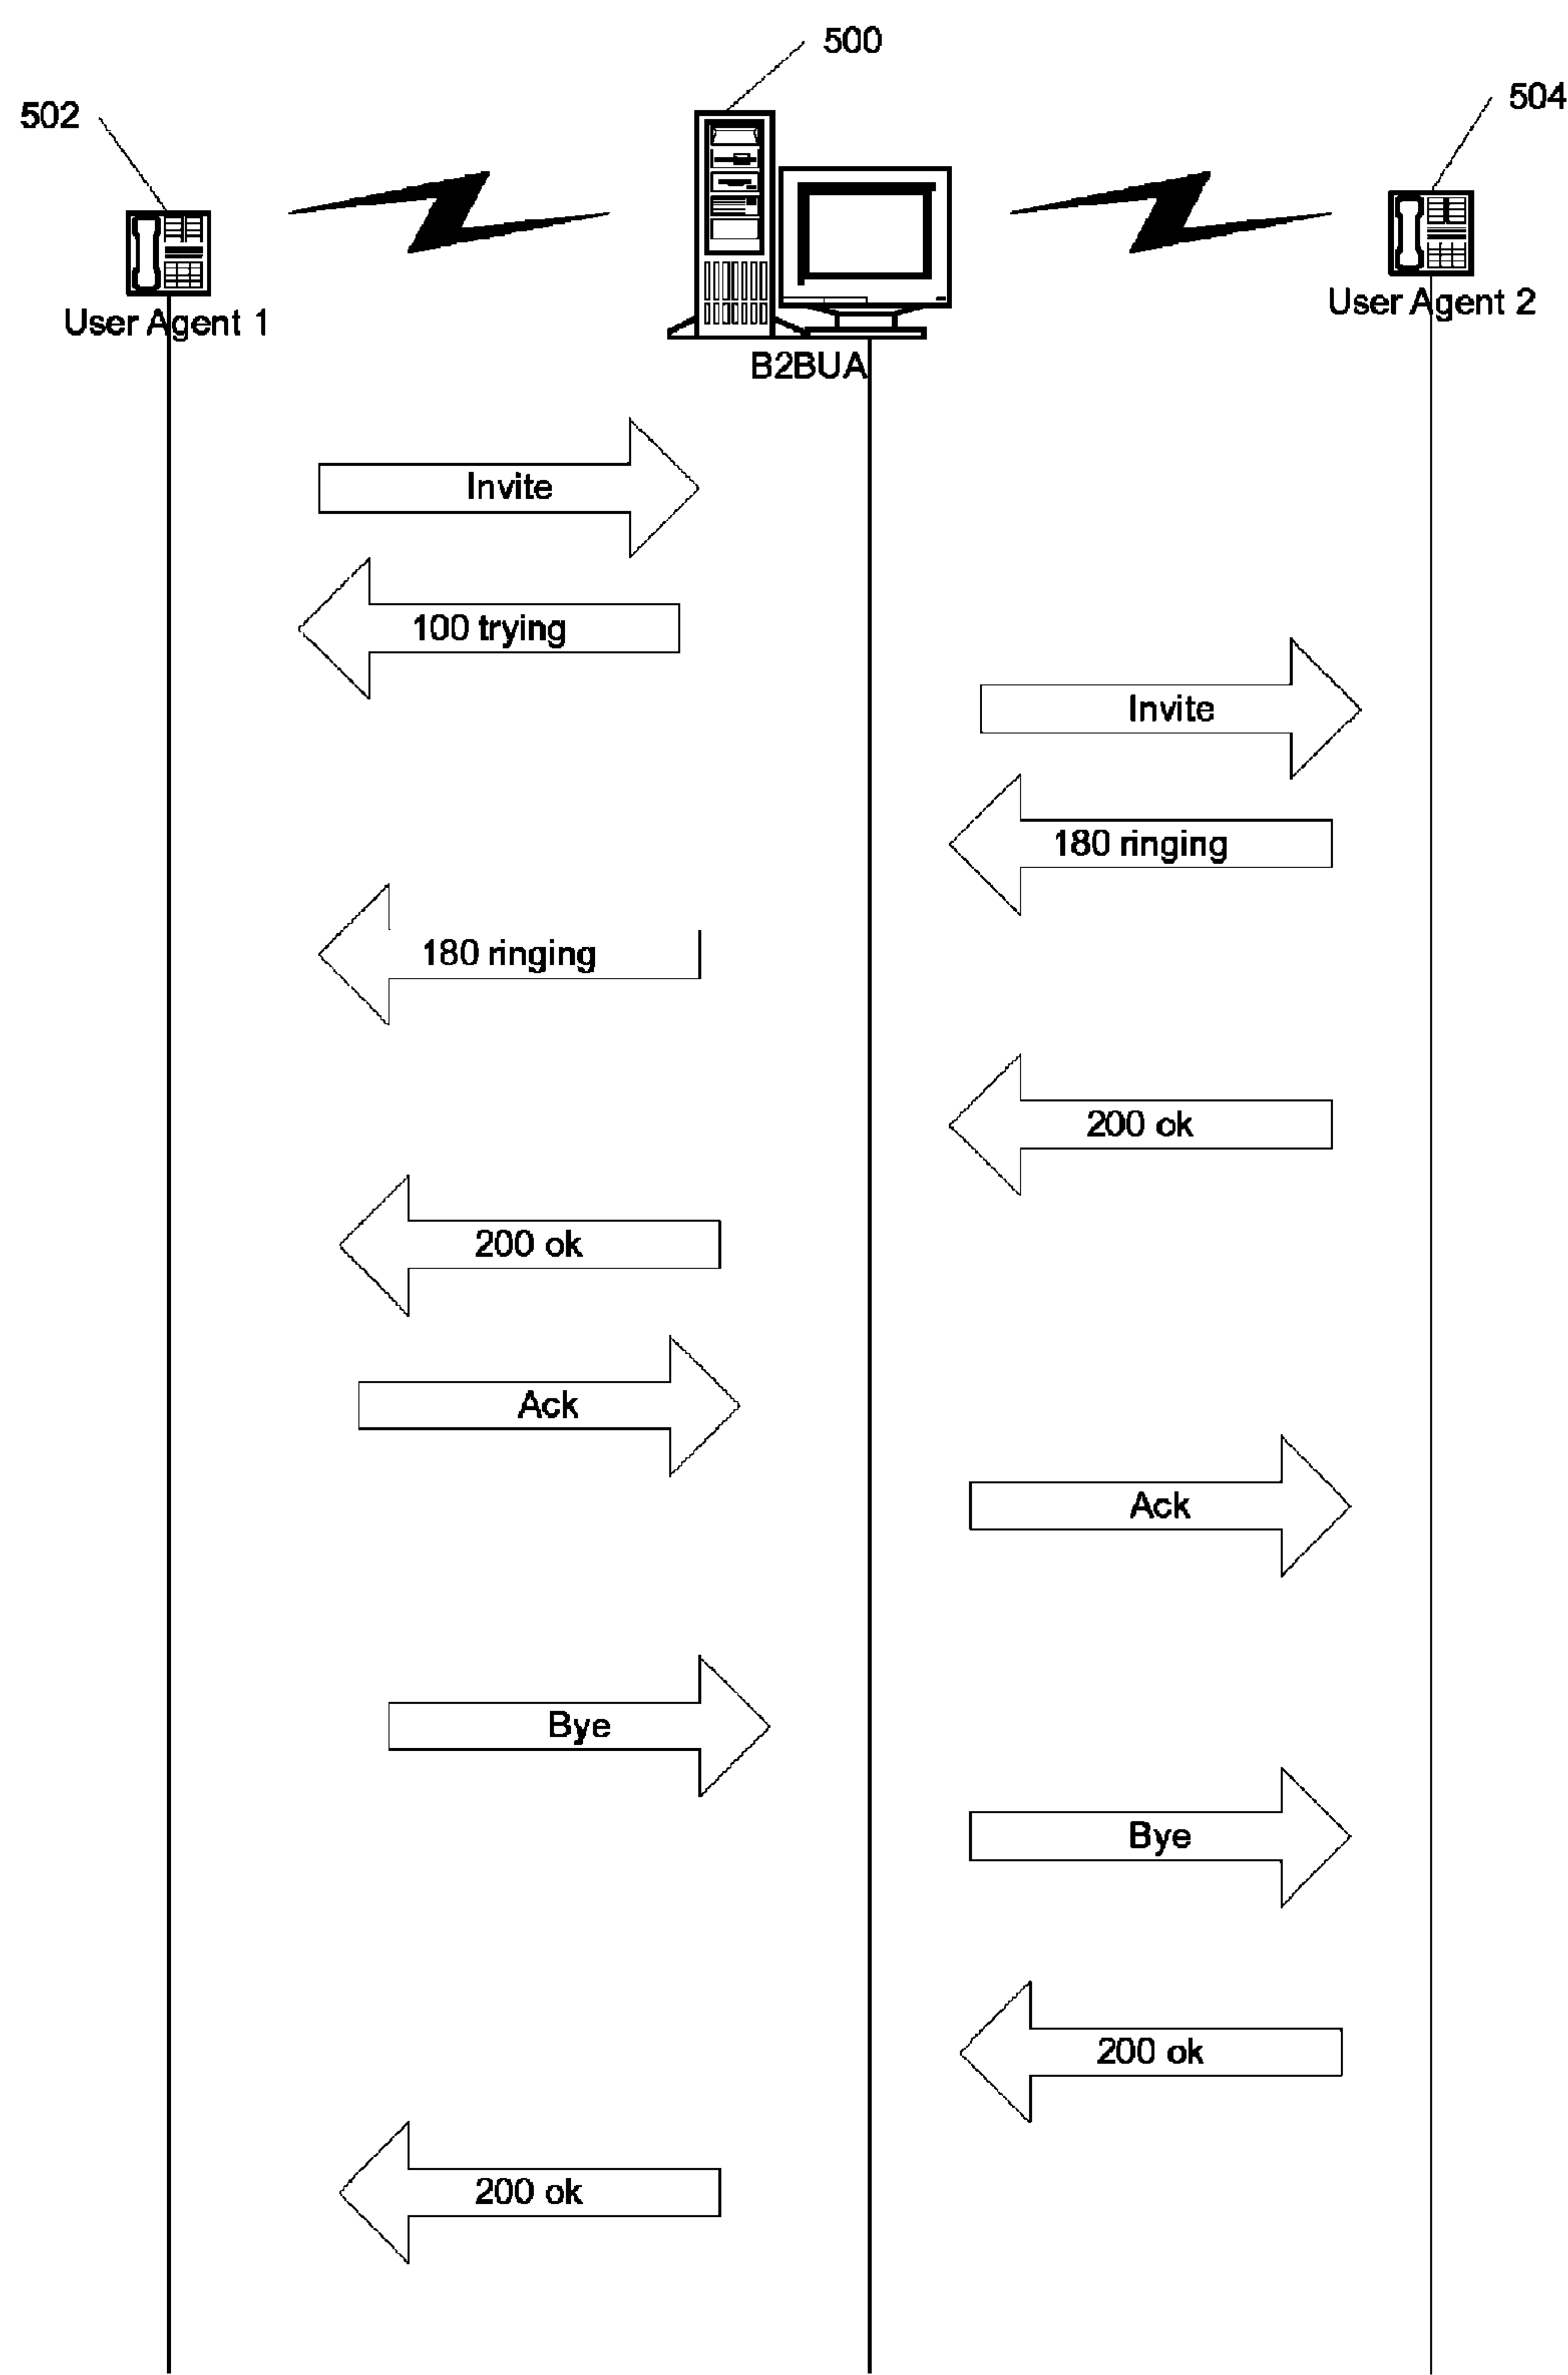 500
504
502
User Agent 2
User Agent 1
B2BUA
Invite
100 trying
Invite
180 ringing
180 ringing
200 ok
200 ok
Ack
Ack
Bye
Bye
200 ok
200 ok